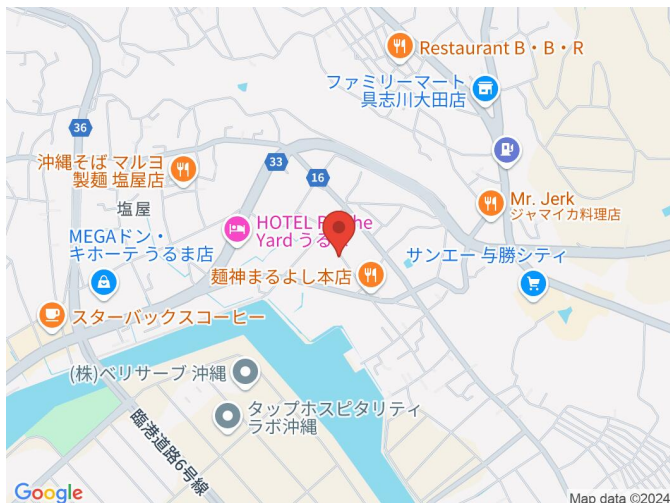 Restaurant B・B・R
ファミリーマート
具志川大田店
36
沖縄そば マルヨ
製麺 塩屋店
33
16
塩屋
Mr. Jerk
ジャマイカ料理店
HOTEL
Yard うる
MEGAドン・
キホーテ うるま店
サンエー 与勝シティ
麺神まるよし本店
スターバックスコーヒー
(株)ベリサーブ 沖縄
タップホスピタリティ
ラボ沖縄
臨港道路6号線
Google
Map data ©2024